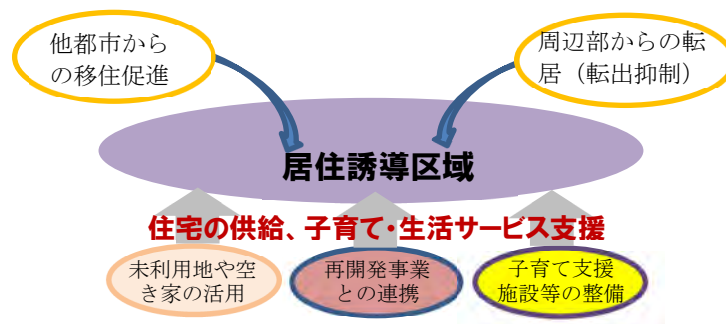 他都市から
の移住促進
周辺部からの転
居（転出抑制）
居住誘導区域
住宅の供給、子育て・生活サービス支援
未利用地や空
き家の活用
再開発事業
との連携
子育て支援
施設等の整備